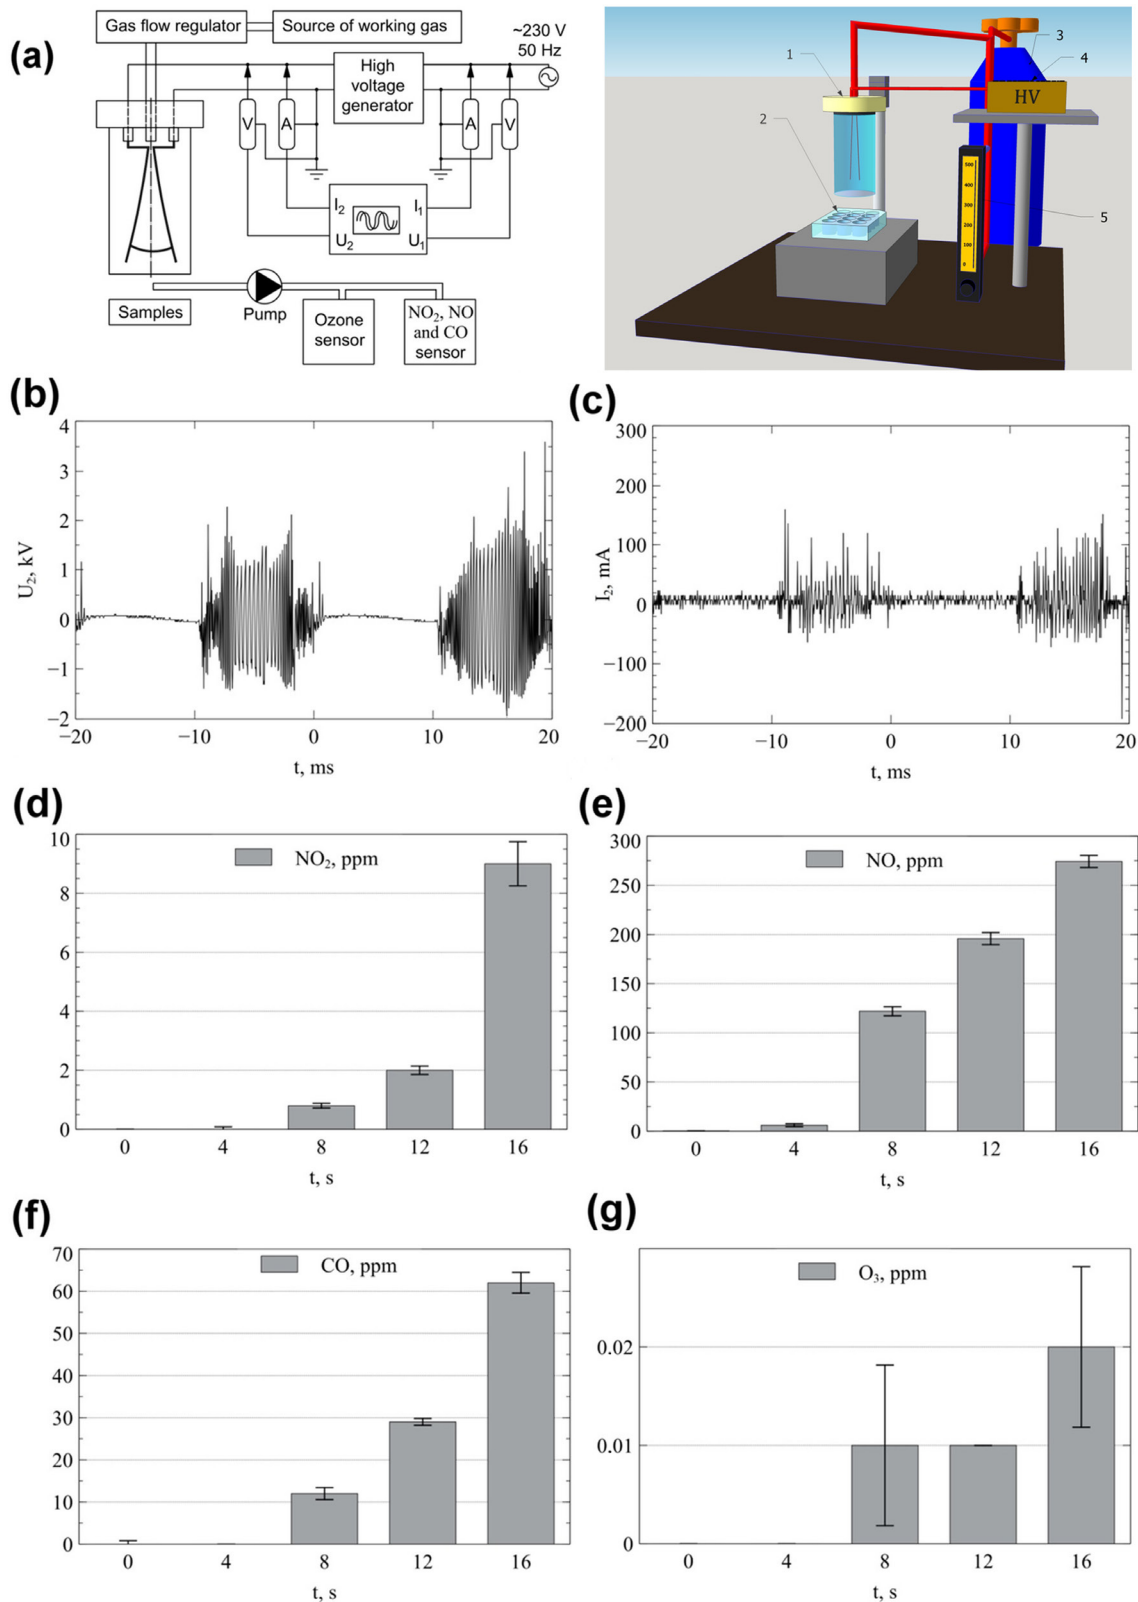 (a)
Gas flow regulator
Source of working gas
~230 V
50 Hz
High
voltage
generator
V
A
A
V
I2
I1
U2
U1
Samples
Pump
Ozone
sensor
NO2, NO
and CO
sensor
1
2
3
4
HV
5
500
400
300
200
100
0
(b)
4
3
2
1
0
−1
−2
U2, kV
−20
−10
0
10
20
t, ms
(c)
300
200
100
0
−100
−200
I2, mA
−20
−10
0
10
20
t, ms
(d)
10
8
6
4
2
0
NO2, ppm
0
4
8
12
16
t, s
(e)
300
250
200
150
100
50
0
NO, ppm
0
4
8
12
16
t, s
(f)
70
60
50
40
30
20
10
0
CO, ppm
0
4
8
12
16
t, s
(g)
0.02
0.01
0
O3, ppm
0
4
8
12
16
t, s